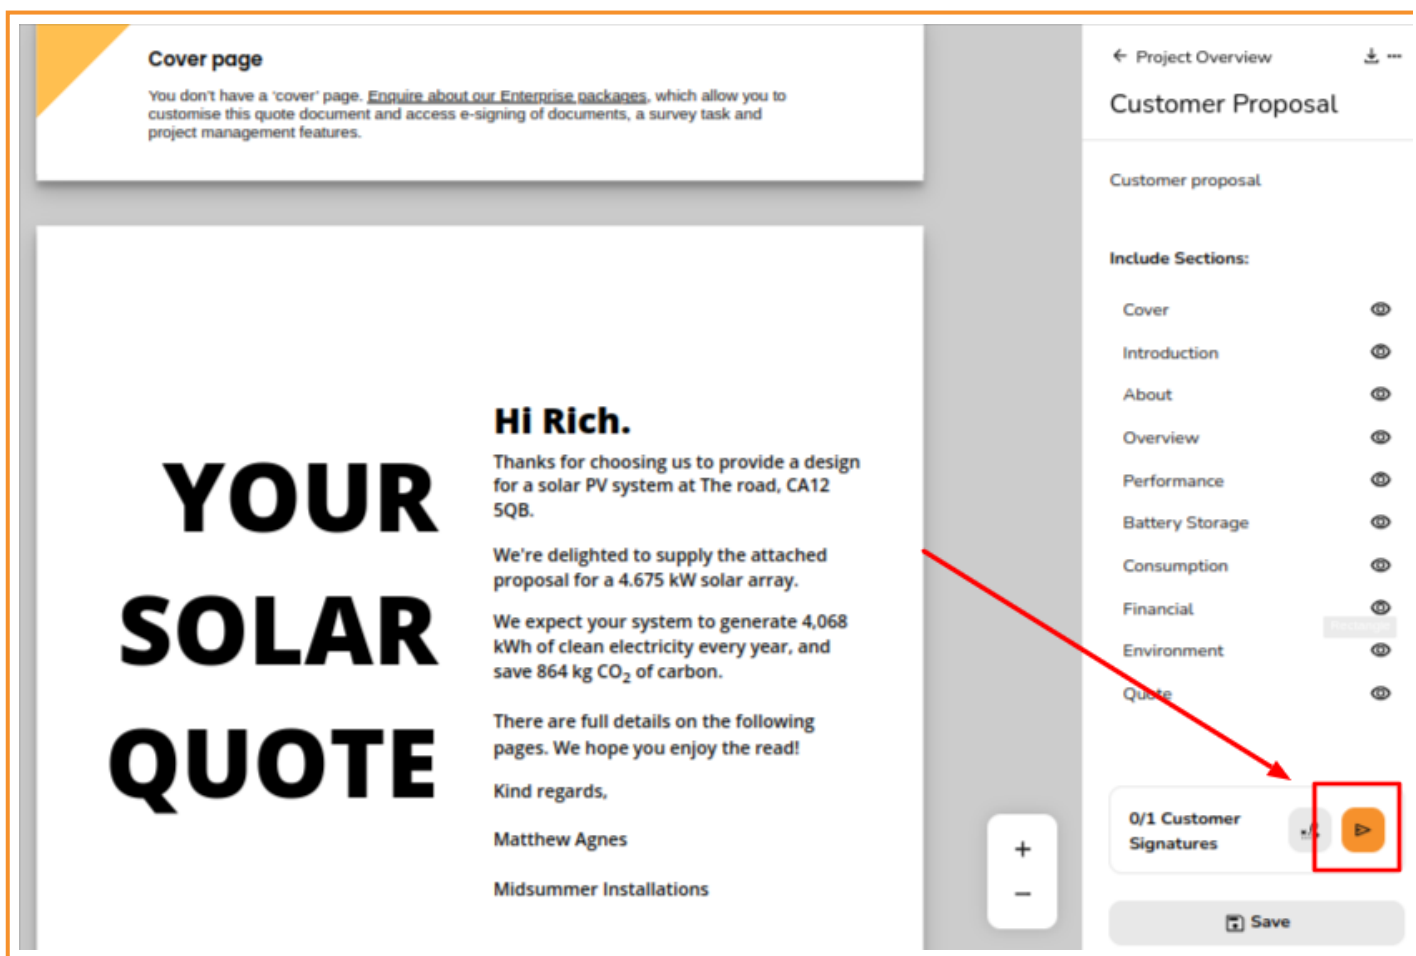 Cover page
You don't have a 'cover' page. Enquire about our Enterprise packages, which allow you to
customise this quote document and access e-signing of documents, a survey task and
project management features.
YOUR
SOLAR
QUOTE
Hi Rich.
Thanks for choosing us to provide a design
for a solar PV system at The road, CA12
5QB.
We're delighted to supply the attached
proposal for a 4.675 kW solar array.
We expect your system to generate 4,068
kWh of clean electricity every year, and
save 864 kg CO₂ of carbon.
There are full details on the following
pages. We hope you enjoy the read!
Kind regards,
Matthew Agnes
Midsummer Installations
+
−
← Project Overview
Customer Proposal
Customer proposal
Include Sections:
Cover
Introduction
About
Overview
Performance
Battery Storage
Consumption
Financial
Rectangle
Environment
Quote
0/1 Customer
Signatures
Save